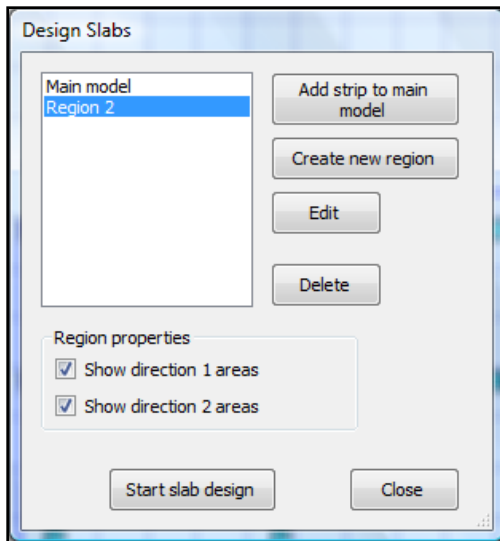 Design Slabs
Main model
Region 2
Add strip to main
model
Create new region
Edit
Delete
Region properties
Show direction 1 areas
Show direction 2 areas
Start slab design
Close